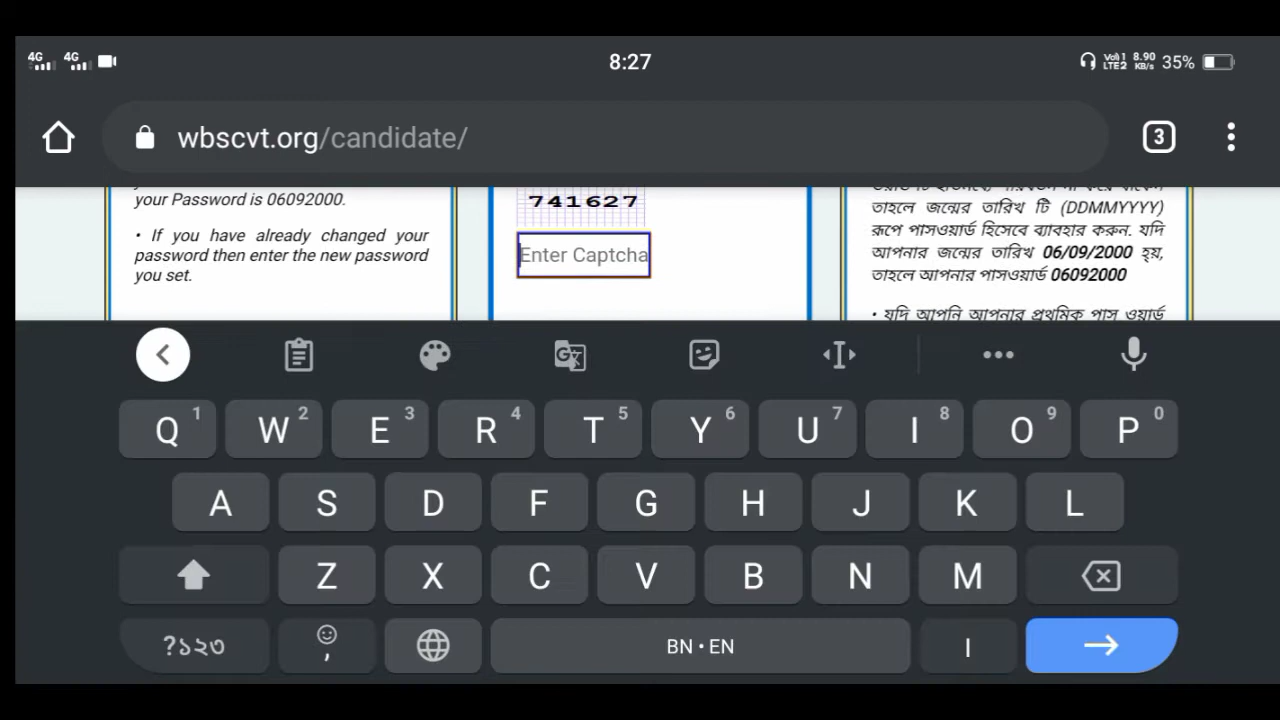 4G 4G 8:27 Vo) 1 LTE2 8.90 KB/s 35%
wbscvt.org/candidate/ 3
your Password is 06092000.
• If you have already changed your
password then enter the new password
you set.
741627
Enter Captcha
তাহলে জন্মের তারিখ টি (DDMMYYYY)
রূপে পাসওয়ার্ড হিসেবে ব্যাবহার করুন. যদি
আপনার জন্মের তারিখ 06/09/2000 হয়,
তাহলে আপনার পাসওয়ার্ড 06092000
• যদি আপনি আপনার প্রথমিক পাস ওয়ার্ড
Q 1 W 2 E 3 R 4 T 5 Y 6 U 7 I 8 O 9 P 0
A S D F G H J K L
Z X C V B N M
?১২৩ , BN • EN ।